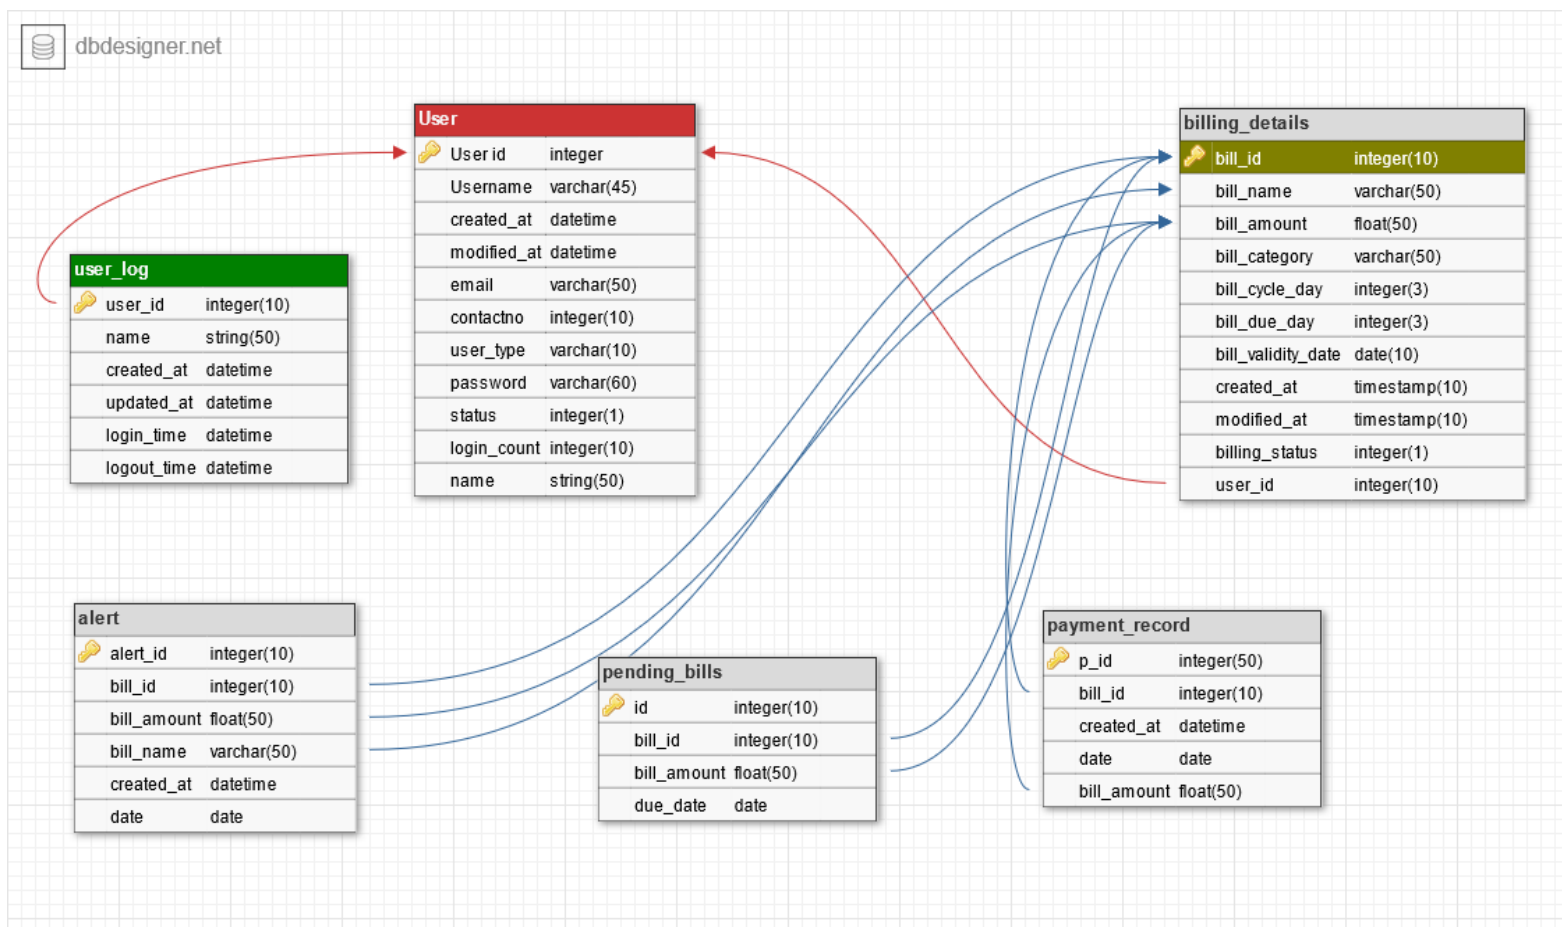 dbdesigner.net
User
User id integer
Username varchar(45)
created_at datetime
modified_at datetime
email varchar(50)
contactno integer(10)
user_type varchar(10)
password varchar(60)
status integer(1)
login_count integer(10)
name string(50)
billing_details
bill_id integer(10)
bill_name varchar(50)
bill_amount float(50)
bill_category varchar(50)
bill_cycle_day integer(3)
bill_due_day integer(3)
bill_validity_date date(10)
created_at timestamp(10)
modified_at timestamp(10)
billing_status integer(1)
user_id integer(10)
user_log
user_id integer(10)
name string(50)
created_at datetime
updated_at datetime
login_time datetime
logout_time datetime
alert
alert_id integer(10)
bill_id integer(10)
bill_amount float(50)
bill_name varchar(50)
created_at datetime
date date
pending_bills
id integer(10)
bill_id integer(10)
bill_amount float(50)
due_date date
payment_record
p_id integer(50)
bill_id integer(10)
created_at datetime
date date
bill_amount float(50)